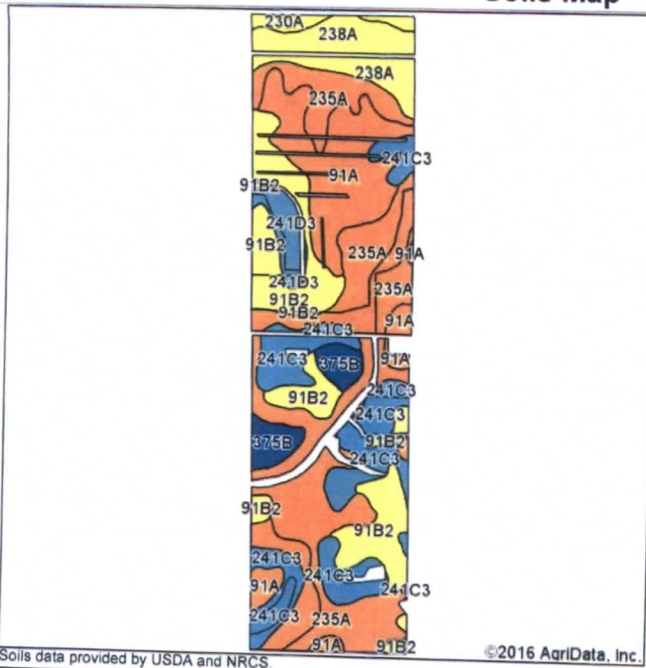 230A
238A
238A
235A
241C3
91A
91B2
241D3
91B2
235A 91A
241D3
235A
91B2
91B2
91A
241C3
241C3 375B 91A
241C3
91B2
241C3
375B 91B2
241C3
91B2
91B2
241C3
241C3
91A 241C3
241C3 235A
91A 91B2
Soils data provided by USDA and NRCS. ©2016 AgriData, Inc.